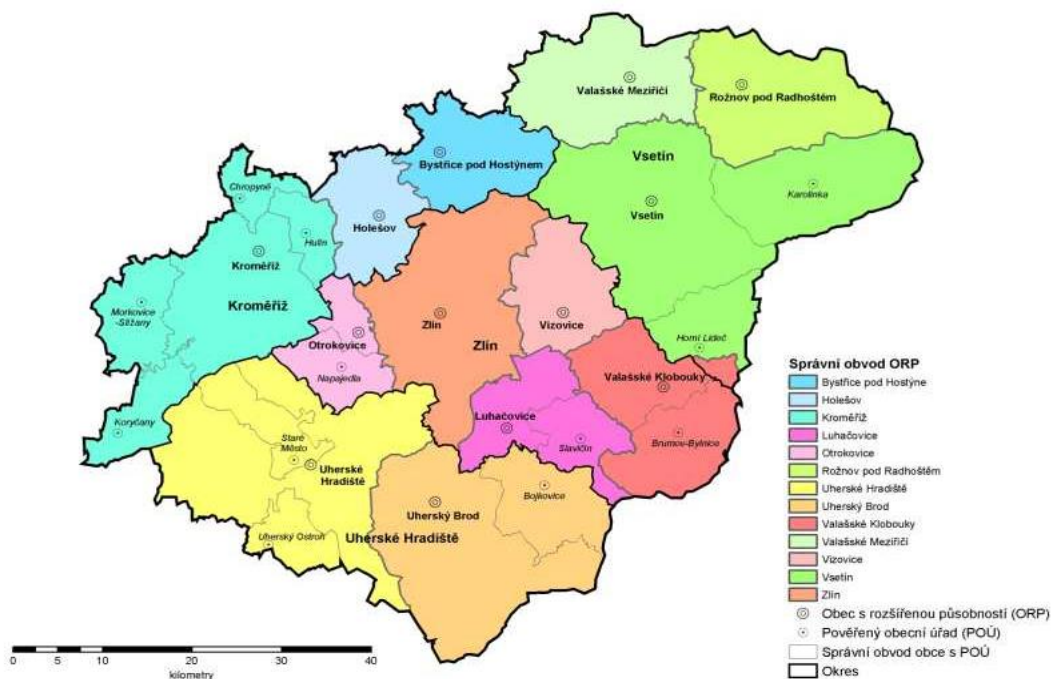 Valašské Meziříčí
Rožnov pod Radhoštěm
Bystřice pod Hostýnem
Vsetín
Chropyně
Karolinka
Vsetín
Holešov
Hulín
Kroměříž
Morkovice
-Slížany
Kroměříž
Zlín
Vizovice
Otrokovice
Zlín
Horní Lideč
Napajedla
Valašské Klobouky
Koryčany
Staré
Město
Luhačovice
Slavičín
Brumov-Bylnice
Uherské
Hradiště
Bojkovice
Uherský Brod
Uherský Ostroh
Uherské Hradiště
Správní obvod ORP
Bystřice pod Hostýne
Holešov
Kroměříž
Luhačovice
Otrokovice
Rožnov pod Radhoštěm
Uherské Hradiště
Uherský Brod
Valašské Klobouky
Valašské Meziříčí
Vizovice
Vsetín
Zlín
Obec s rozšířenou působností (ORP)
Pověřený obecní úřad (POÚ)
Správní obvod obce s POÚ
Okres
0 5 10 20 30 40
kilometry